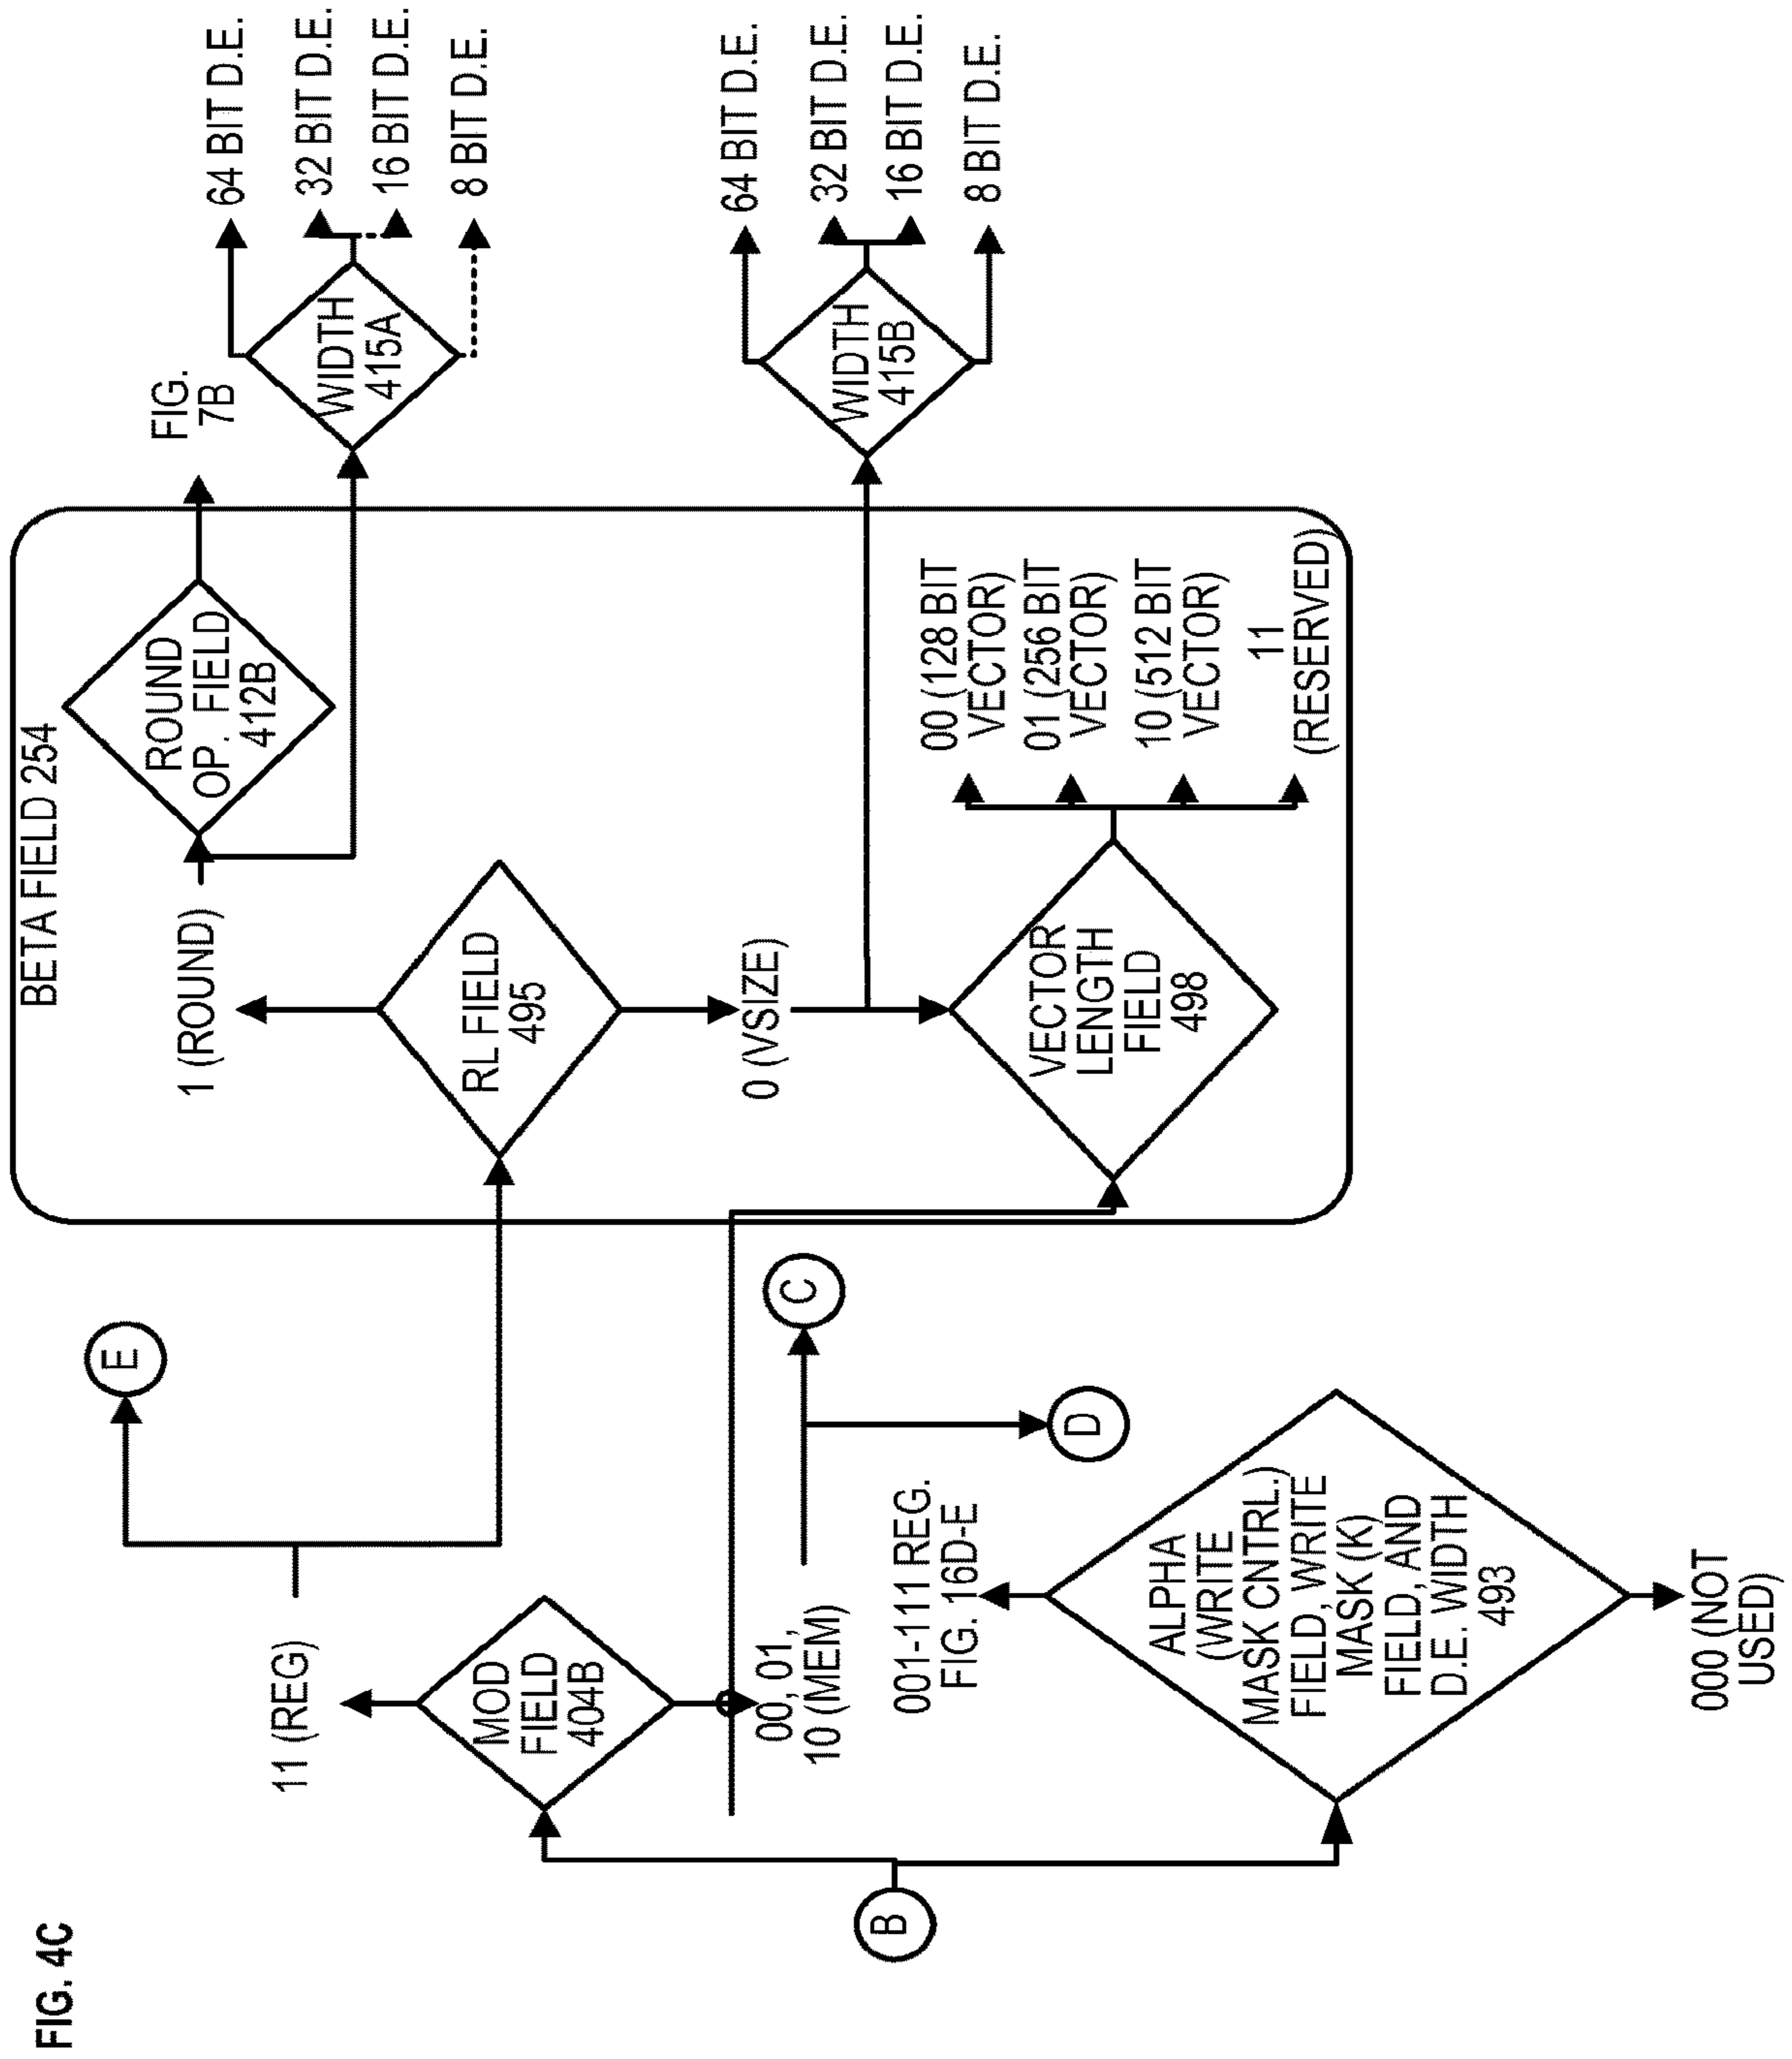 FIG. 4C
B
MOD
FIELD
404B
11 (REG)
E
00, 01,
10 (MEM)
C
D
ALPHA
(WRITE
MASK CNTRL.)
FIELD, WRITE
MASK (K)
FIELD, AND
D.E. WIDTH
493
001-111 REG.
FIG. 16D-E
000 (NOT
USED)
BETA FIELD 254
RL FIELD
495
1 (ROUND)
ROUND
OP. FIELD
412B
FIG.
7B
0 (VSIZE)
VECTOR
LENGTH
FIELD
498
00 (128 BIT
VECTOR)
01 (256 BIT
VECTOR)
10 (512 BIT
VECTOR)
11
(RESERVED)
WIDTH
415A
64 BIT D.E.
32 BIT D.E.
16 BIT D.E.
8 BIT D.E.
WIDTH
415B
64 BIT D.E.
32 BIT D.E.
16 BIT D.E.
8 BIT D.E.